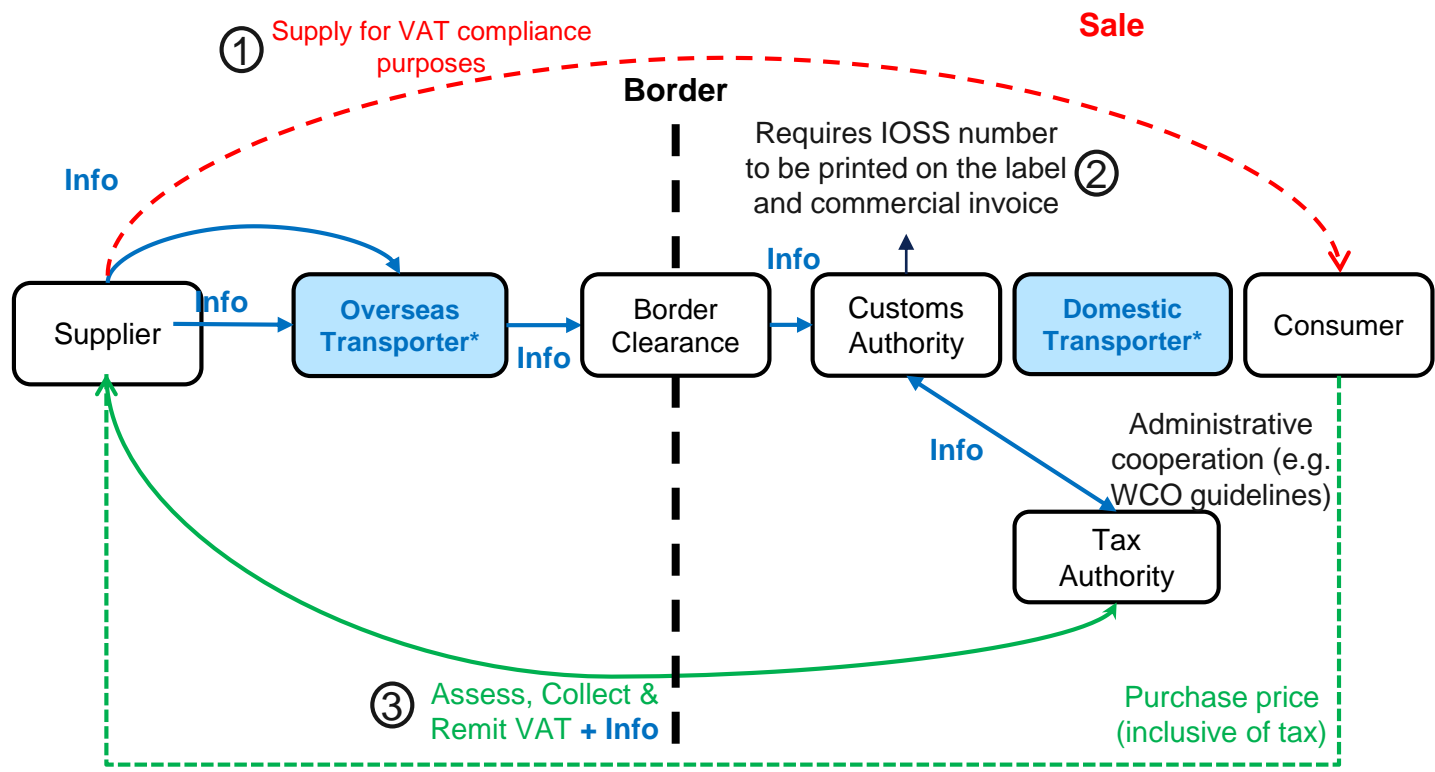 ① Supply for VAT compliance
purposes
Sale
Border
Requires IOSS number
to be printed on the label
and commercial invoice
②
Info
Info
Info
Info
Supplier
Overseas
Transporter*
Border
Clearance
Customs
Authority
Domestic
Transporter*
Consumer
Info
Administrative
cooperation (e.g.
WCO guidelines)
Tax
Authority
③ Assess, Collect &
Remit VAT + Info
Purchase price
(inclusive of tax)